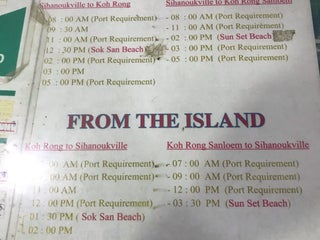 Sihanoukville to Koh Rong
08 : 00 AM (Port Requirement)
09 : 30 AM
11 : 00 AM (Port Requirement)
12 : 30 PM (Sok San Beach)
02 : 00 PM (Port Requirement)
03 : 00 PM
05 : 00 PM (Port Requirement)
Sihanoukville to Koh Rong Sanloem
- 08 : 00 AM (Port Requirement)
- 11 : 00 AM (Port Requirement)
- 02 : 00 PM (Sun Set Beach)
- 05 : 00 PM (Port Requirement)
FROM THE ISLAND
Koh Rong to Sihanoukville
: 00 AM (Port Requirement)
: 00 AM (Port Requirement)
: 00 AM
12 : 00 PM (Port Requirement)
01 : 30 PM ( Sok San Beach)
02 : 00 PM
Koh Rong Sanloem to Sihanoukville
- 07 : 00 AM (Port Requirement)
- 09 : 00 AM (Port Requirement)
- 12 : 00 PM (Port Requirement)
- 03 : 30 PM (Sun Set Beach)